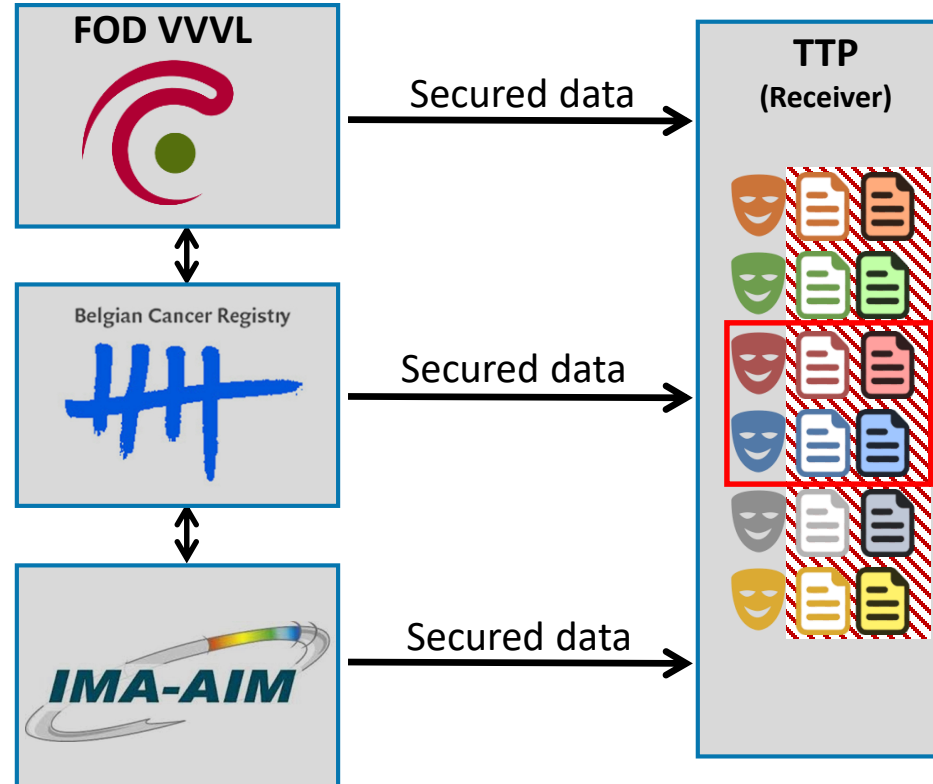 FOD VVVL
Secured data
TTP
(Receiver)
Belgian Cancer Registry
Secured data
IMA-AIM
Secured data